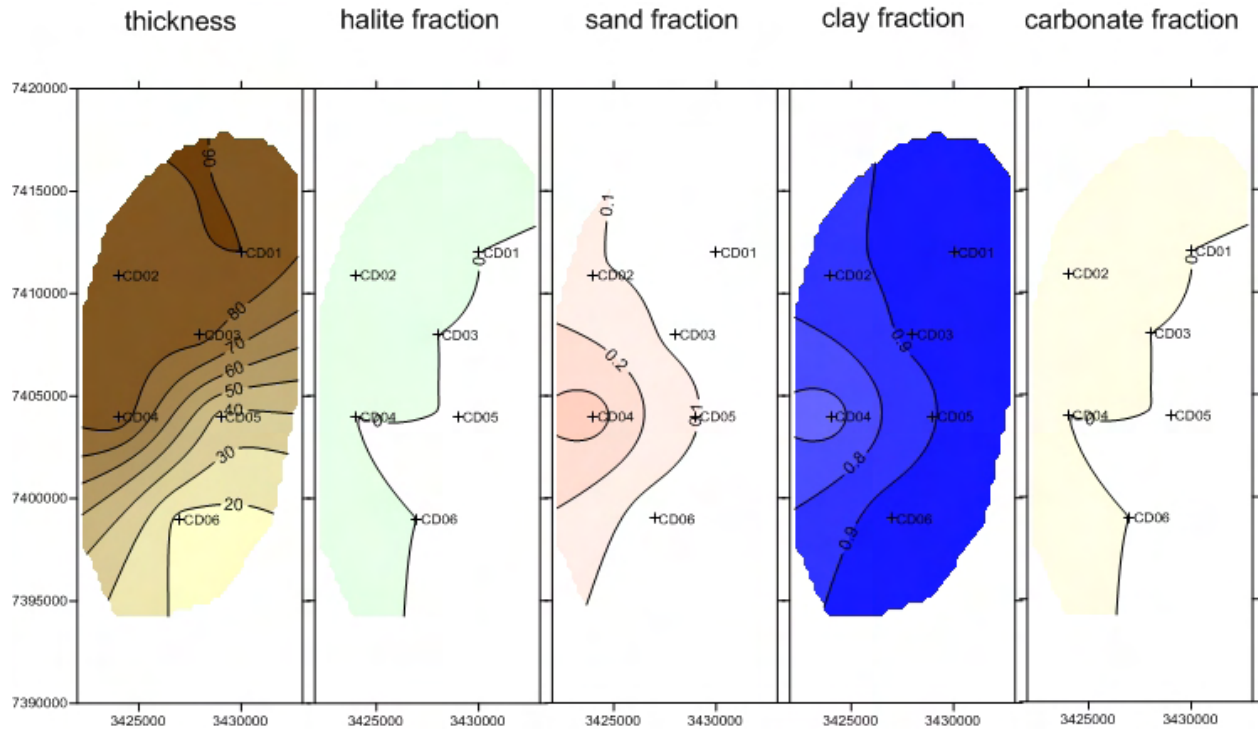 thickness halite fraction sand fraction clay fraction carbonate fraction
7420000
7415000
7410000
7405000
7400000
7395000
7390000
90
CD01
CD02
80
CD03
70
60
50
CD04
40
CD05
30
20
CD06
CD01
0
CD02
CD03
CD04
0
CD05
CD06
0.1
CD01
CD02
CD03
0.2
CD04
0.1
CD05
CD06
CD01
CD02
CD03
0.9
CD04
CD05
0.8
CD06
0.9
CD01
0
CD02
CD03
CD04
0
CD05
CD06
3425000 3430000 3425000 3430000 3425000 3430000 3425000 3430000 3425000 3430000